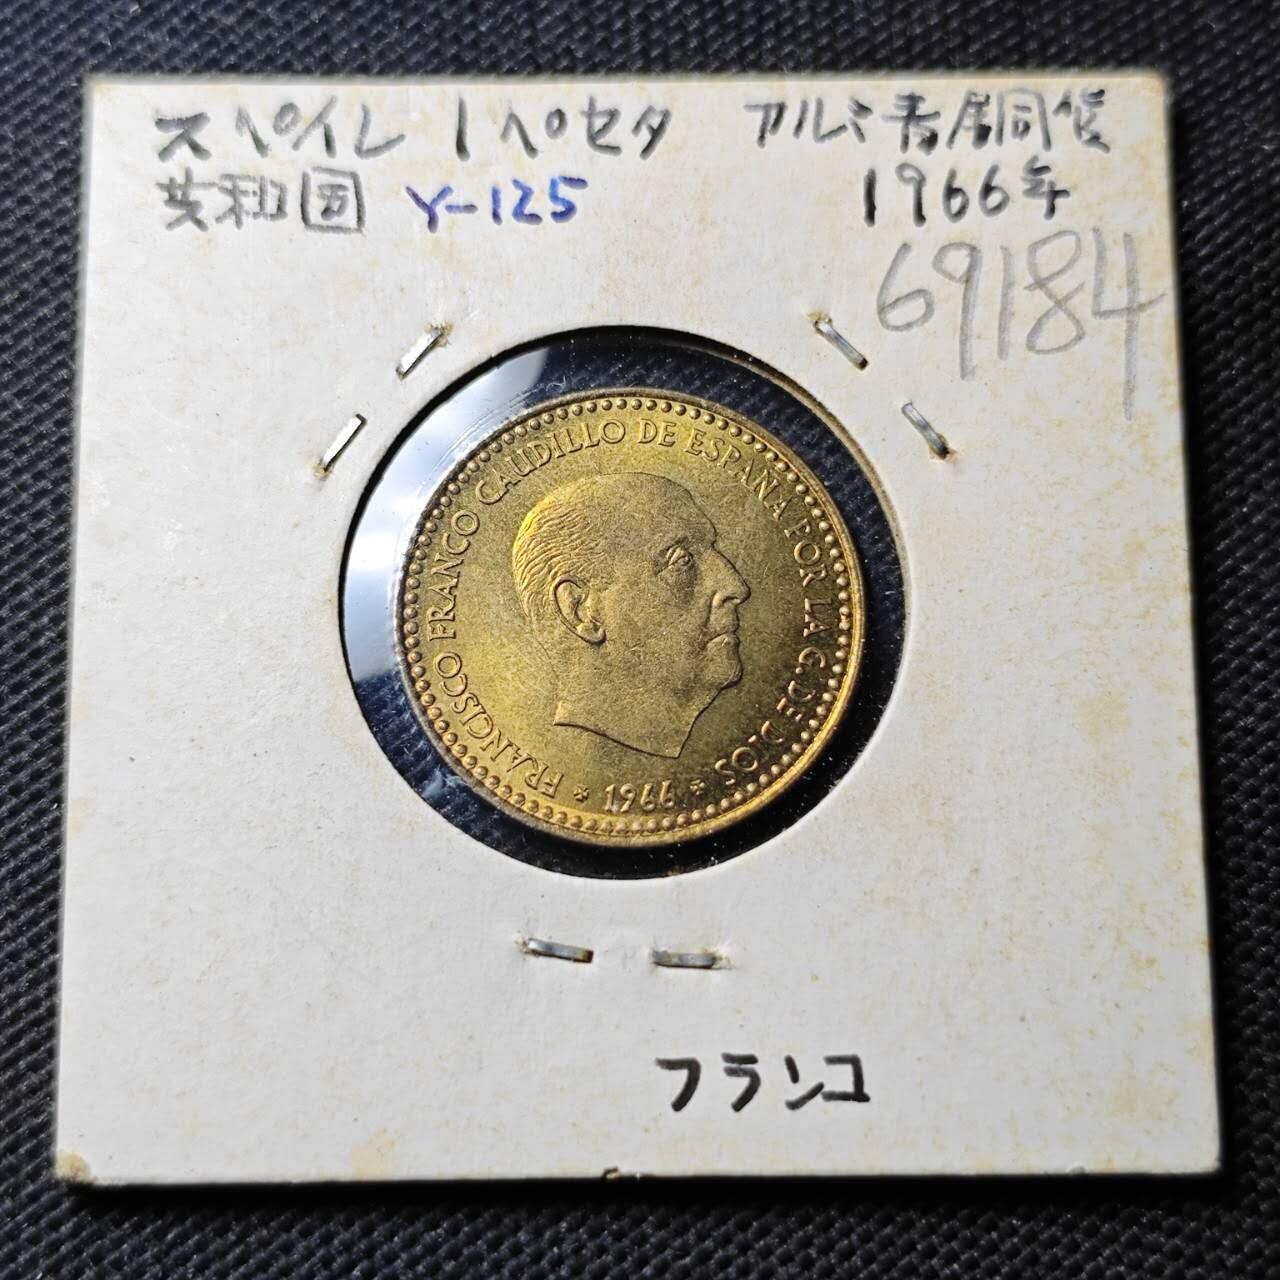 スペイン 1ペセタ アルミ青銅貨
共和国 Y-125 1966年
69184
FRANCISCO FRANCO CAUDILLO DE ESPAÑA POR LA G. DE DIOS
* 1966 *
フランコ